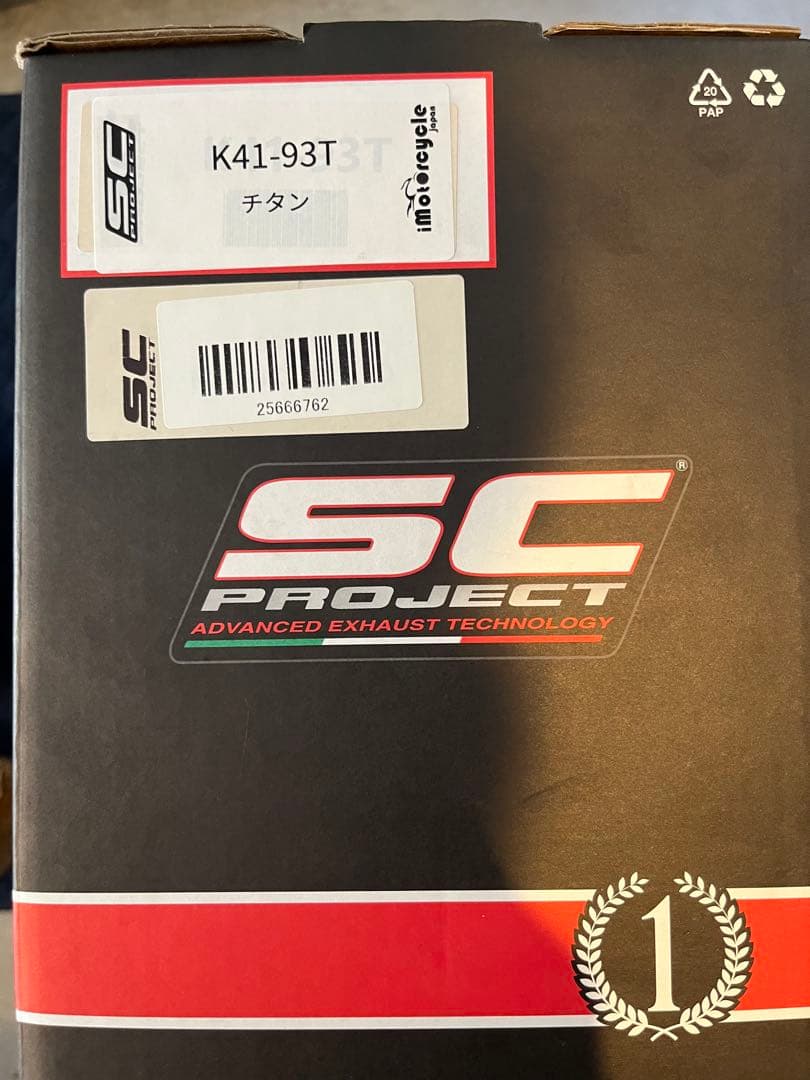 SC
PROJECT
K41-93T
チタン
iMotorcycle
japan
20
PAP
SC
PROJECT
25666762
SC
®
PROJECT
ADVANCED EXHAUST TECHNOLOGY
1